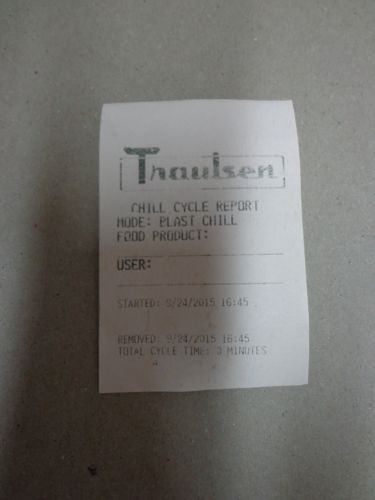 Traulsen
CHILL CYCLE REPORT
MODE: BLAST CHILL
FOOD PRODUCT:
USER:
STARTED: 9/24/2015 16:45
REMOVED: 9/24/2015 16:45
TOTAL CYCLE TIME: 0 MINUTES